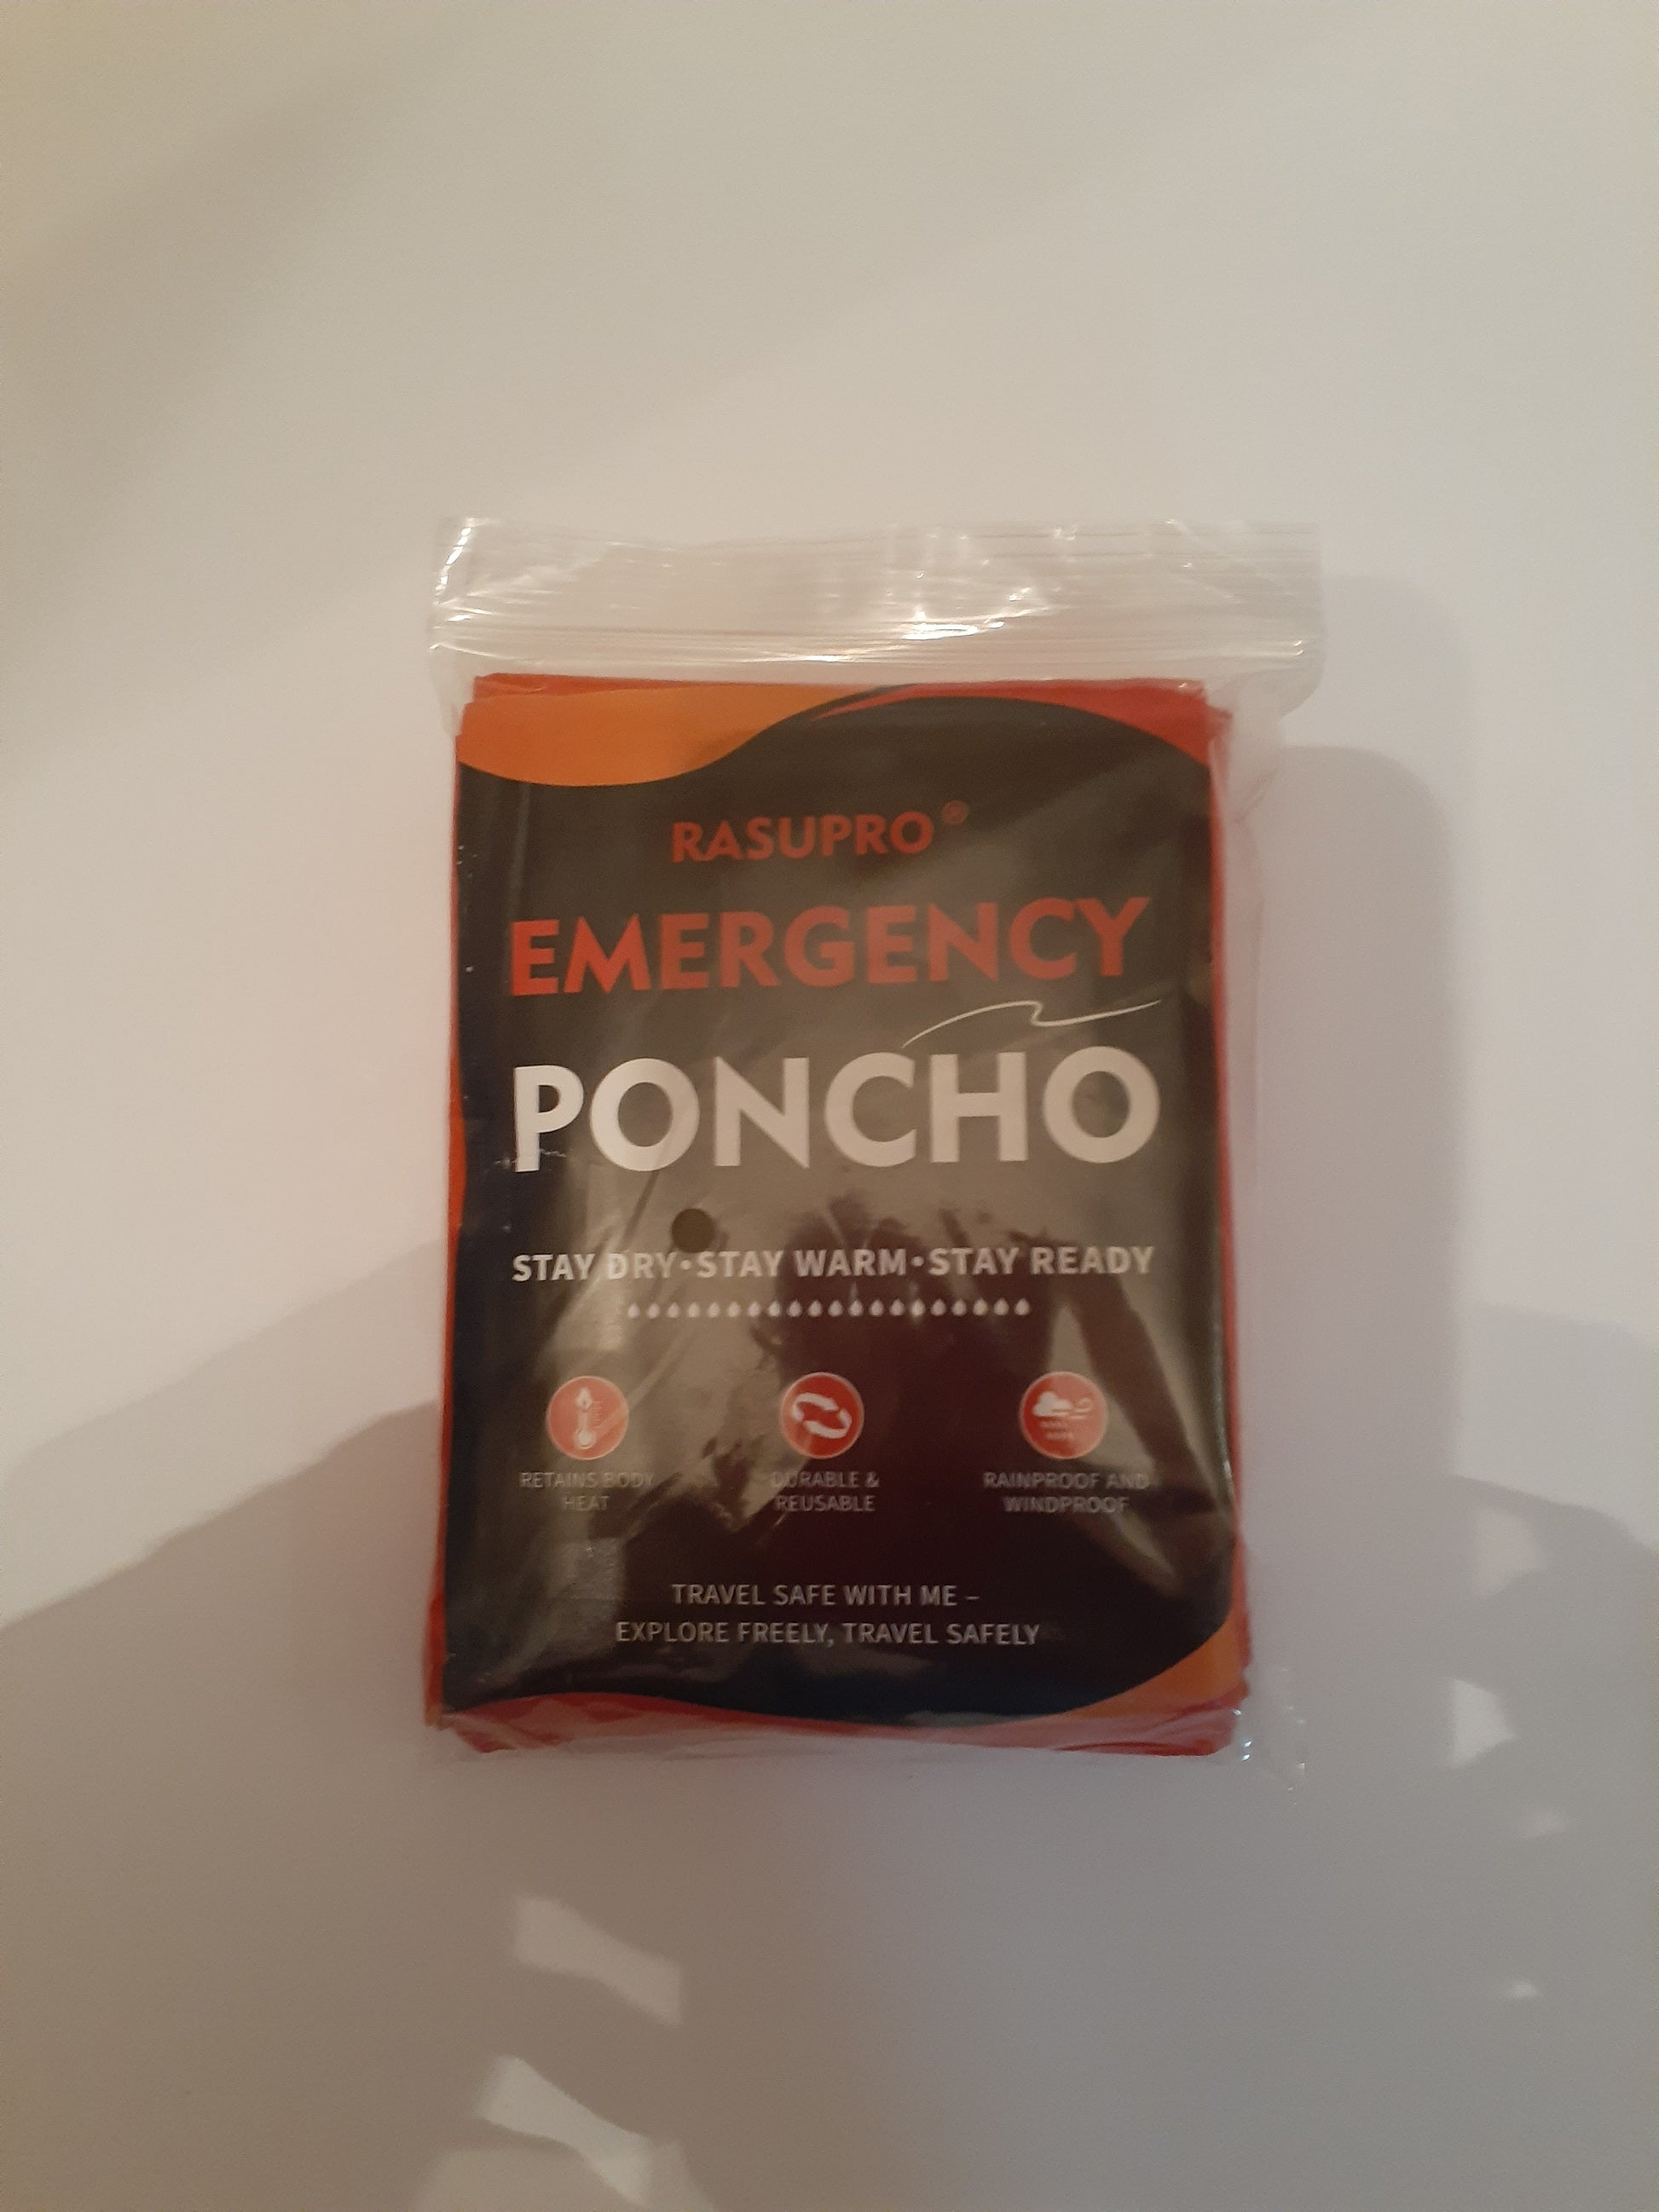 RASUPRO®
EMERGENCY
PONCHO
STAY DRY•STAY WARM•STAY READY
RETAINS BODY
HEAT
DURABLE &
REUSABLE
RAINPROOF AND
WINDPROOF
TRAVEL SAFE WITH ME –
EXPLORE FREELY, TRAVEL SAFELY